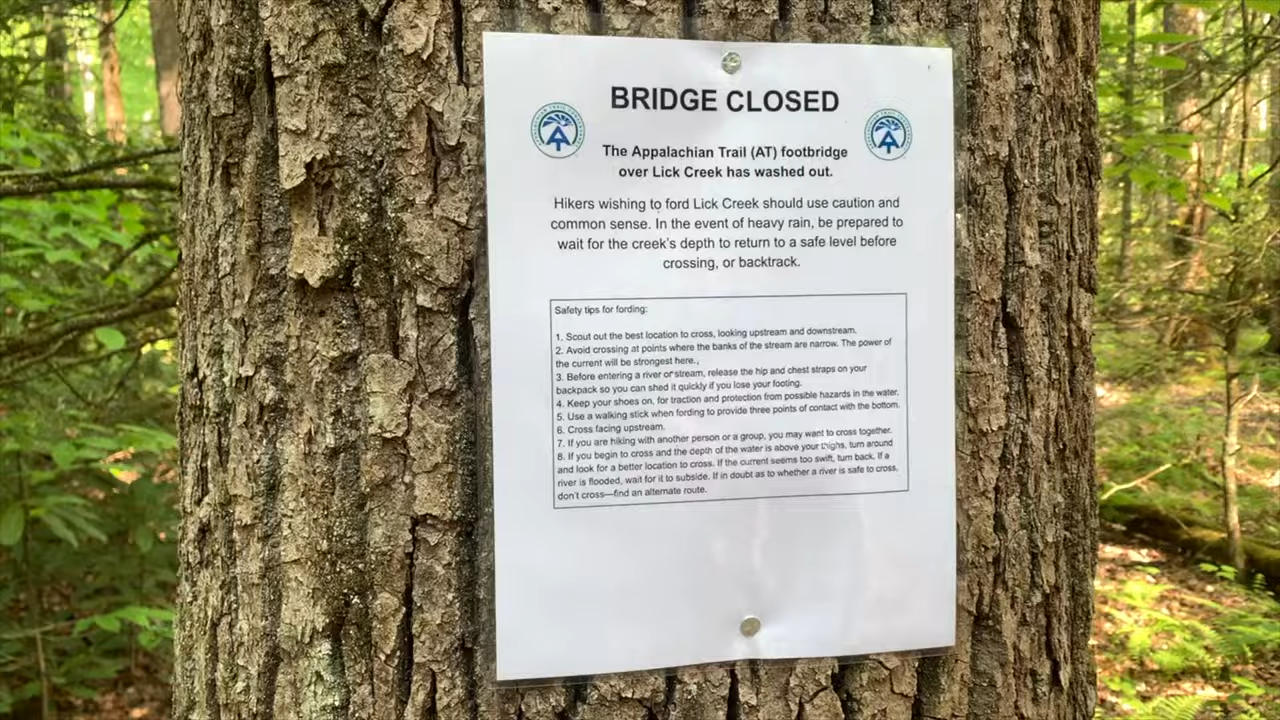 BRIDGE CLOSED
The Appalachian Trail (AT) footbridge
over Lick Creek has washed out.
Hikers wishing to ford Lick Creek should use caution and
common sense. In the event of heavy rain, be prepared to
wait for the creek's depth to return to a safe level before
crossing, or backtrack.
Safety tips for fording:
1. Scout out the best location to cross, looking upstream and downstream.
2. Avoid crossing at points where the banks of the stream are narrow. The power of
the current will be strongest here.,
3. Before entering a river or stream, release the hip and chest straps on your
backpack so you can shed it quickly if you lose your footing.
4. Keep your shoes on, for traction and protection from possible hazards in the water.
5. Use a walking stick when fording to provide three points of contact with the bottom.
6. Cross facing upstream.
7. If you are hiking with another person or a group, you may want to cross together.
8. If you begin to cross and the depth of the water is above your thighs, turn around
and look for a better location to cross. If the current seems too swift, turn back. If a
river is flooded, wait for it to subside. If in doubt as to whether a river is safe to cross,
don't cross—find an alternate route.